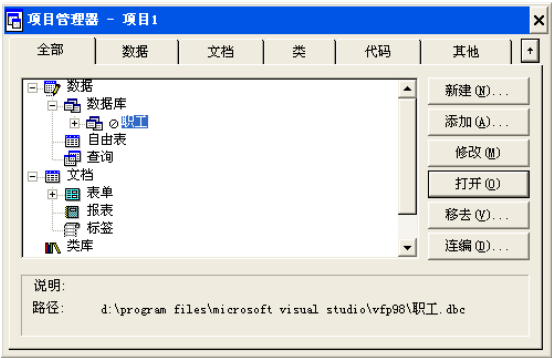 项目管理器 - 项目1
全部 数据 文档 类 代码 其他
数据
数据库
职工
自由表
查询
文档
表单
报表
标签
类库
新建(N)...
添加(A)...
修改(M)
打开(O)
移去(V)...
连编(D)...
说明:
路径: d:\program files\microsoft visual studio\vfp98\职工.dbc